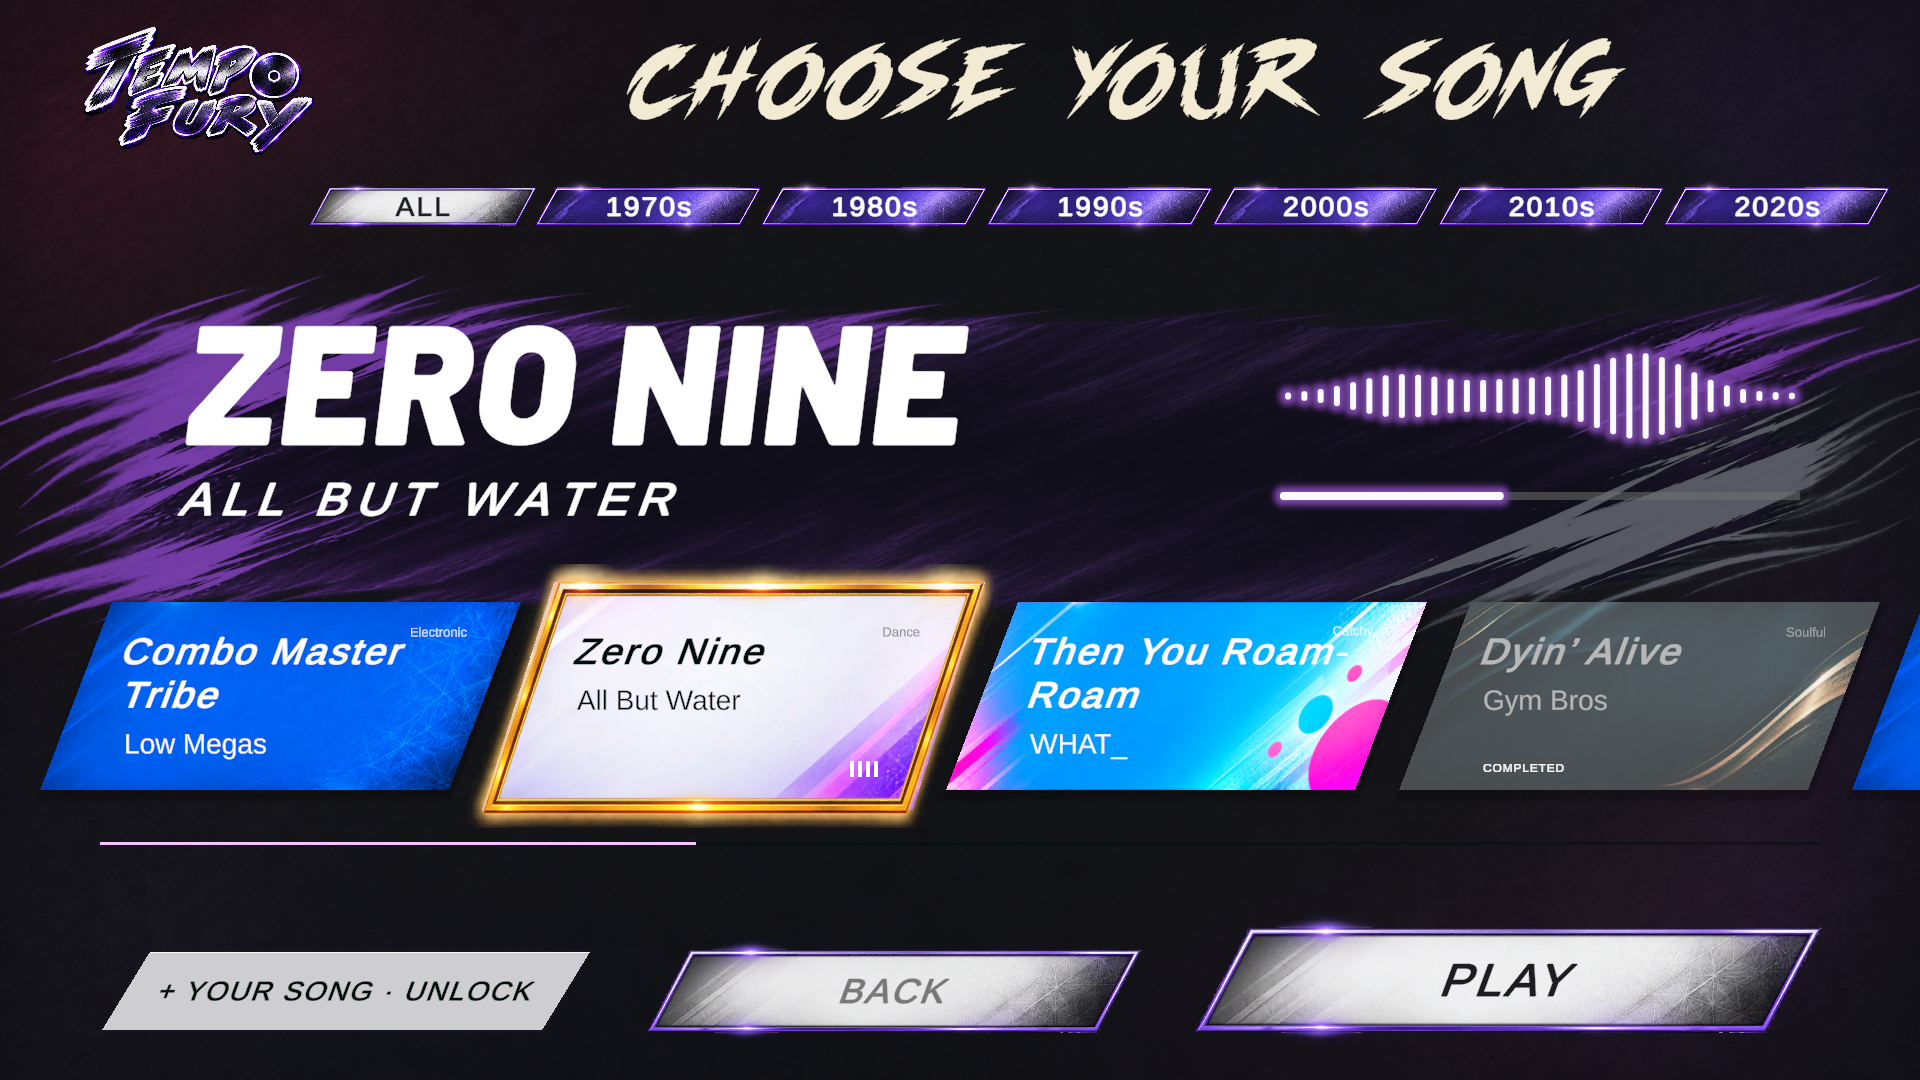 TEMPO
FURY
CHOOSE YOUR SONG
ALL
1970s
1980s
1990s
2000s
2010s
2020s
ZERO NINE
ALL BUT WATER
Combo Master
Tribe
Electronic
Low Megas
Zero Nine
Dance
All But Water
Then You Roam-
Roam
Catchy
WHAT_
Dyin’ Alive
Soulful
Gym Bros
COMPLETED
+ YOUR SONG · UNLOCK
BACK
PLAY